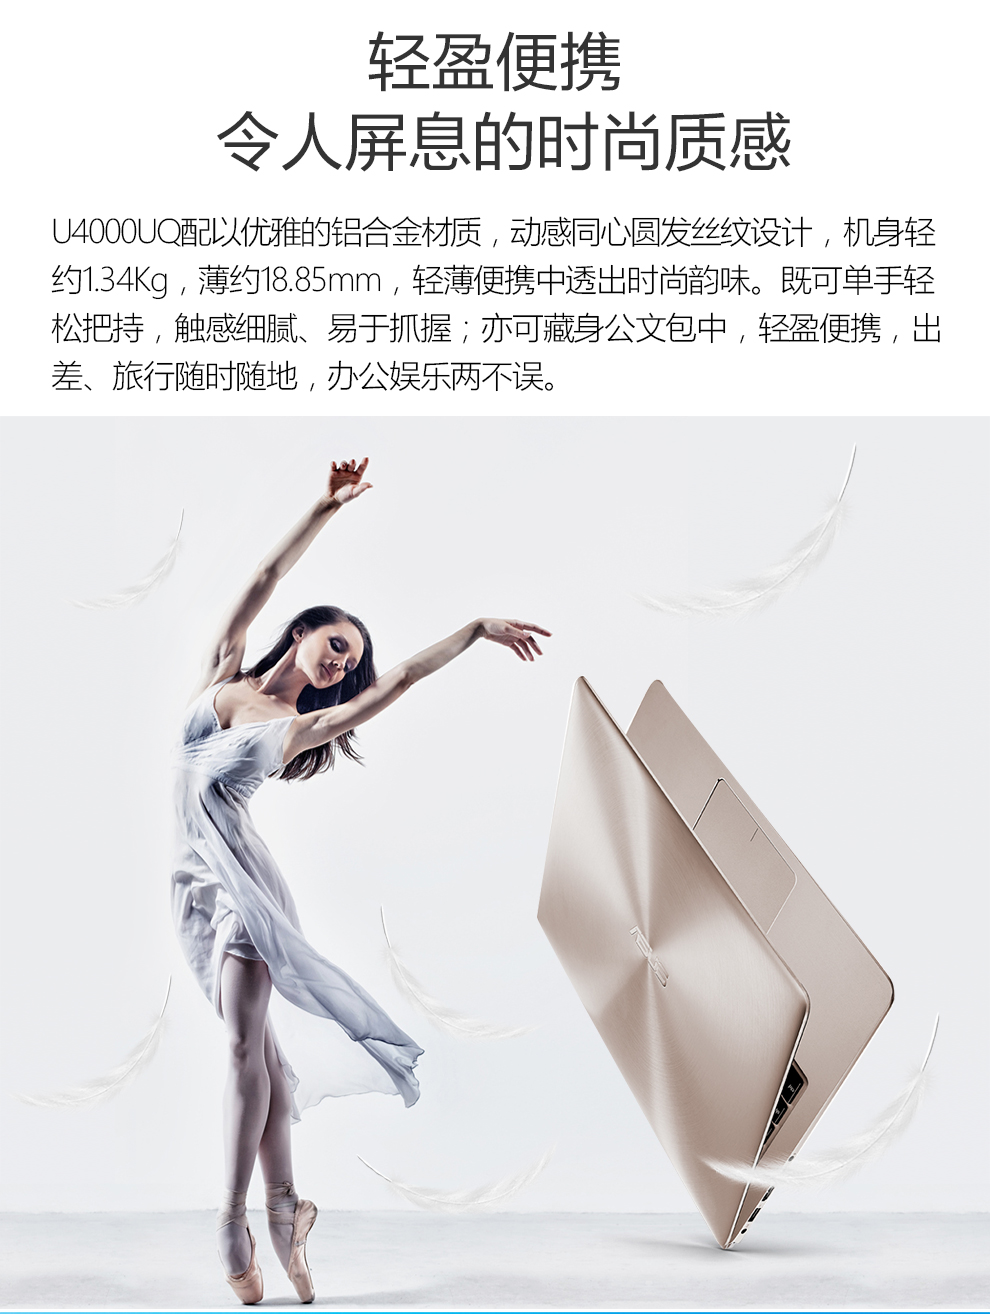 轻盈便携
令人屏息的时尚质感
U4000UQ配以优雅的铝合金材质，动感同心圆发丝纹设计，机身轻
约1.34Kg，薄约18.85mm，轻薄便携中透出时尚韵味。既可单手轻
松把持，触感细腻、易于抓握；亦可藏身公文包中，轻盈便携，出
差、旅行随时随地，办公娱乐两不误。
ASUS